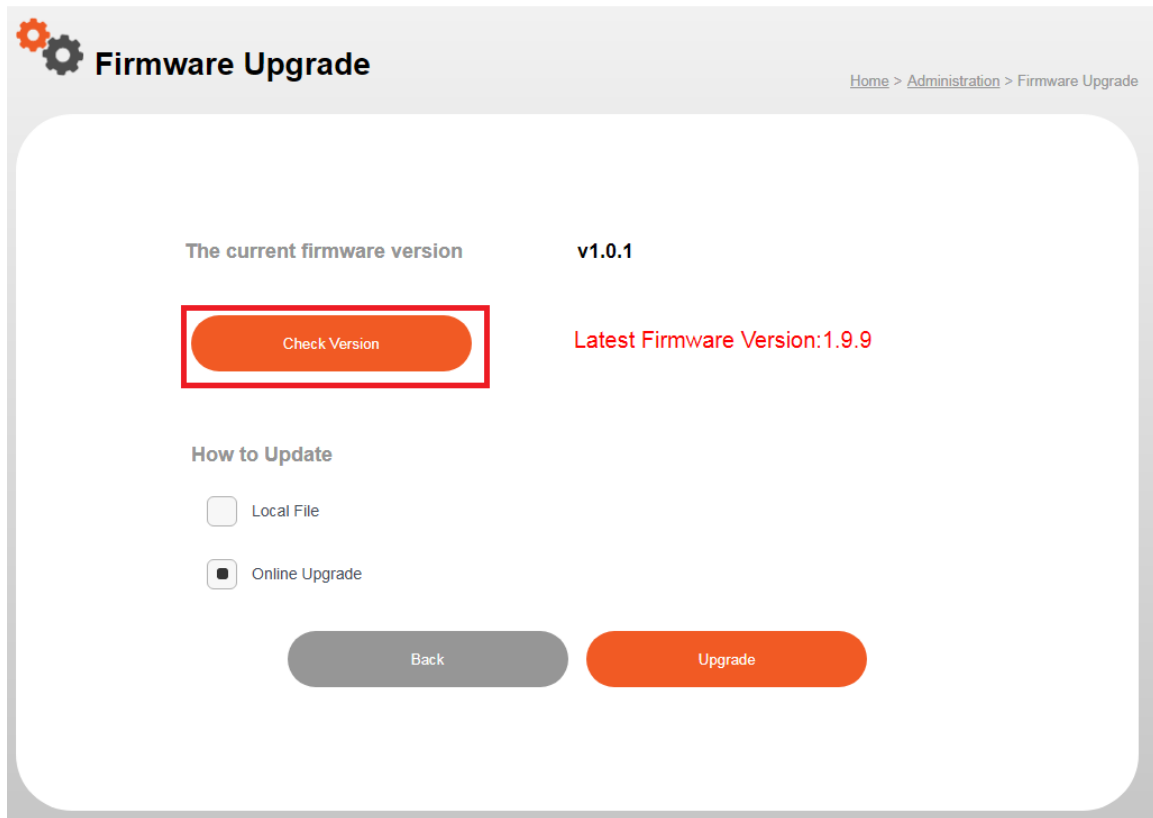 Firmware Upgrade
Home > Administration > Firmware Upgrade
The current firmware version v1.0.1
Check Version Latest Firmware Version:1.9.9
How to Update
Local File
Online Upgrade
Back Upgrade